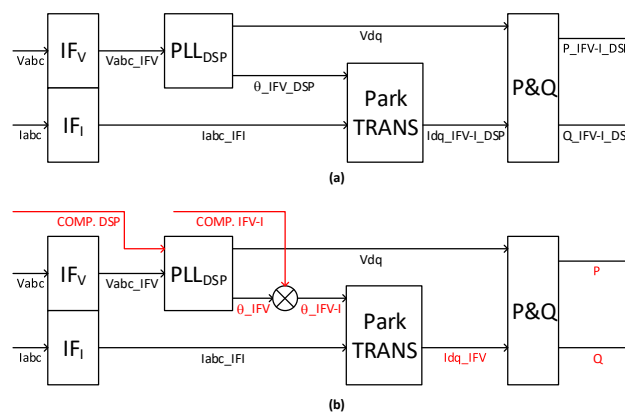 Vdq
IFV
PLLDSP
Vabc
Vabc_IFV
P_IFV-I_DSP
θ_IFV_DSP
Park
TRANS
P&Q
IFI
Iabc
Iabc_IFI
Idq_IFV-I_DSP
Q_IFV-I_DS
(a)
COMP. DSP
COMP. IFV-I
IFV
PLLDSP
Vdq
Vabc
Vabc_IFV
P
θ_IFV
θ_IFV-I
Park
TRANS
P&Q
IFI
Iabc
Iabc_IFI
Idq_IFV
Q
(b)